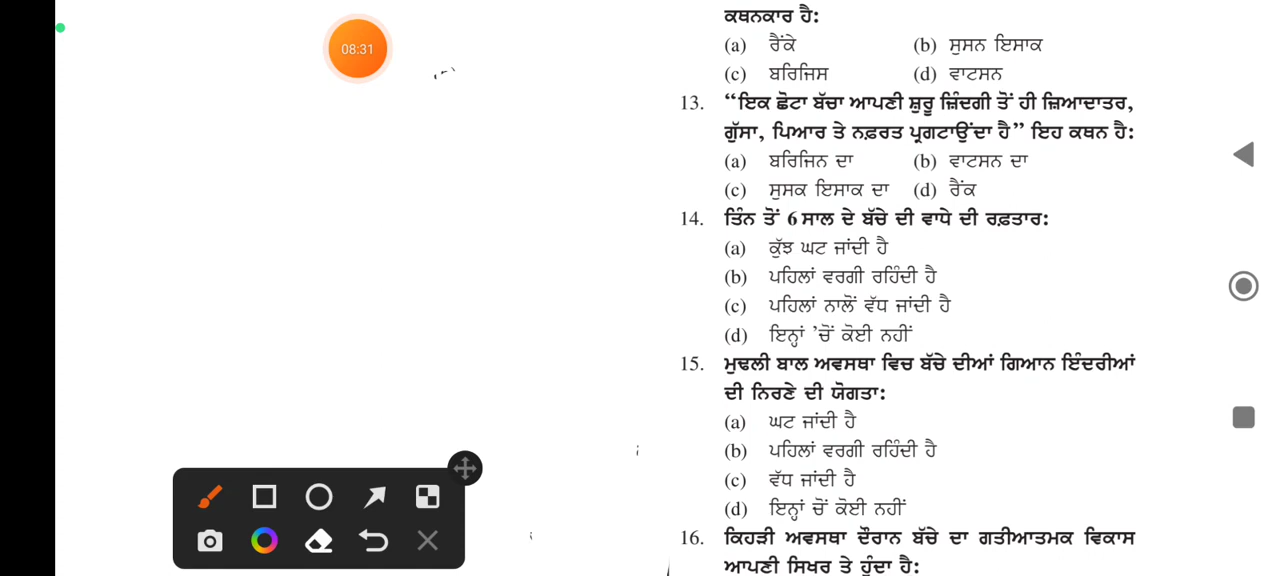 08:31
ਕਥਨਕਾਰ ਹੈ:
(a) ਰੈਂਕੇ (b) ਸੁਸਨ ਇਸਾਕ
(c) ਬਰਿਜਿਸ (d) ਵਾਟਸਨ
13. “ਇਕ ਛੋਟਾ ਬੱਚਾ ਆਪਣੀ ਸ਼ੁਰੂ ਜ਼ਿੰਦਗੀ ਤੋਂ ਹੀ ਜ਼ਿਆਦਾਤਰ,
ਗੁੱਸਾ, ਪਿਆਰ ਤੇ ਨਫ਼ਰਤ ਪ੍ਰਗਟਾਉਂਦਾ ਹੈ” ਇਹ ਕਥਨ ਹੈ:
(a) ਬਰਿਜਿਨ ਦਾ (b) ਵਾਟਸਨ ਦਾ
(c) ਸੁਸਕ ਇਸਾਕ ਦਾ (d) ਰੈਂਕ
14. ਤਿੰਨ ਤੋਂ 6 ਸਾਲ ਦੇ ਬੱਚੇ ਦੀ ਵਾਧੇ ਦੀ ਰਫ਼ਤਾਰ:
(a) ਕੁੱਝ ਘਟ ਜਾਂਦੀ ਹੈ
(b) ਪਹਿਲਾਂ ਵਰਗੀ ਰਹਿੰਦੀ ਹੈ
(c) ਪਹਿਲਾਂ ਨਾਲੋਂ ਵੱਧ ਜਾਂਦੀ ਹੈ
(d) ਇਨ੍ਹਾਂ ’ਚੋਂ ਕੋਈ ਨਹੀਂ
15. ਮੁਢਲੀ ਬਾਲ ਅਵਸਥਾ ਵਿਚ ਬੱਚੇ ਦੀਆਂ ਗਿਆਨ ਇੰਦਰੀਆਂ
ਦੀ ਨਿਰਣੇ ਦੀ ਯੋਗਤਾ:
(a) ਘਟ ਜਾਂਦੀ ਹੈ
(b) ਪਹਿਲਾਂ ਵਰਗੀ ਰਹਿੰਦੀ ਹੈ
(c) ਵੱਧ ਜਾਂਦੀ ਹੈ
(d) ਇਨ੍ਹਾਂ ਚੋਂ ਕੋਈ ਨਹੀਂ
16. ਕਿਹੜੀ ਅਵਸਥਾ ਦੌਰਾਨ ਬੱਚੇ ਦਾ ਗਤੀਆਤਮਕ ਵਿਕਾਸ
ਆਪਣੀ ਸਿਖਰ ਤੇ ਹੁੰਦਾ ਹੈ: